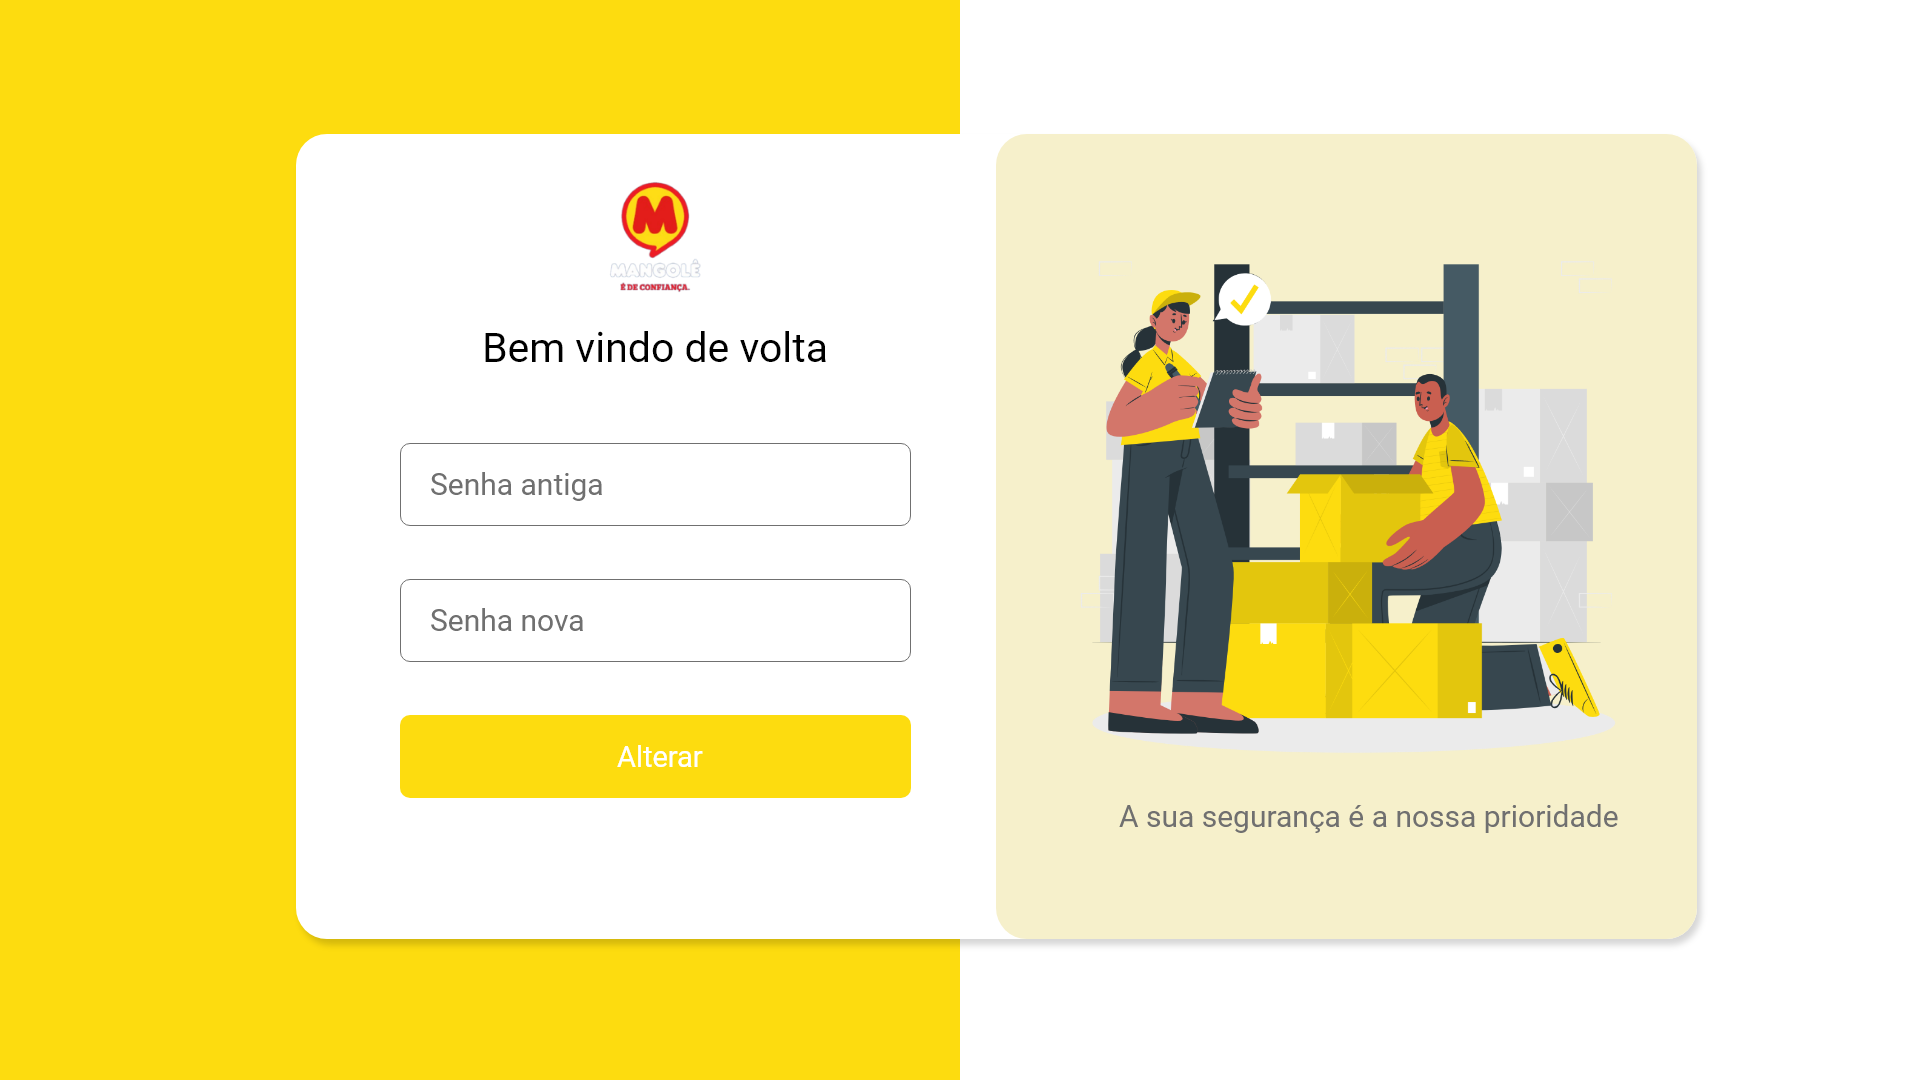 M
MANGOLÊ
É DE CONFIANÇA.
Bem vindo de volta
Senha antiga
Senha nova
Alterar
A sua segurança é a nossa prioridade